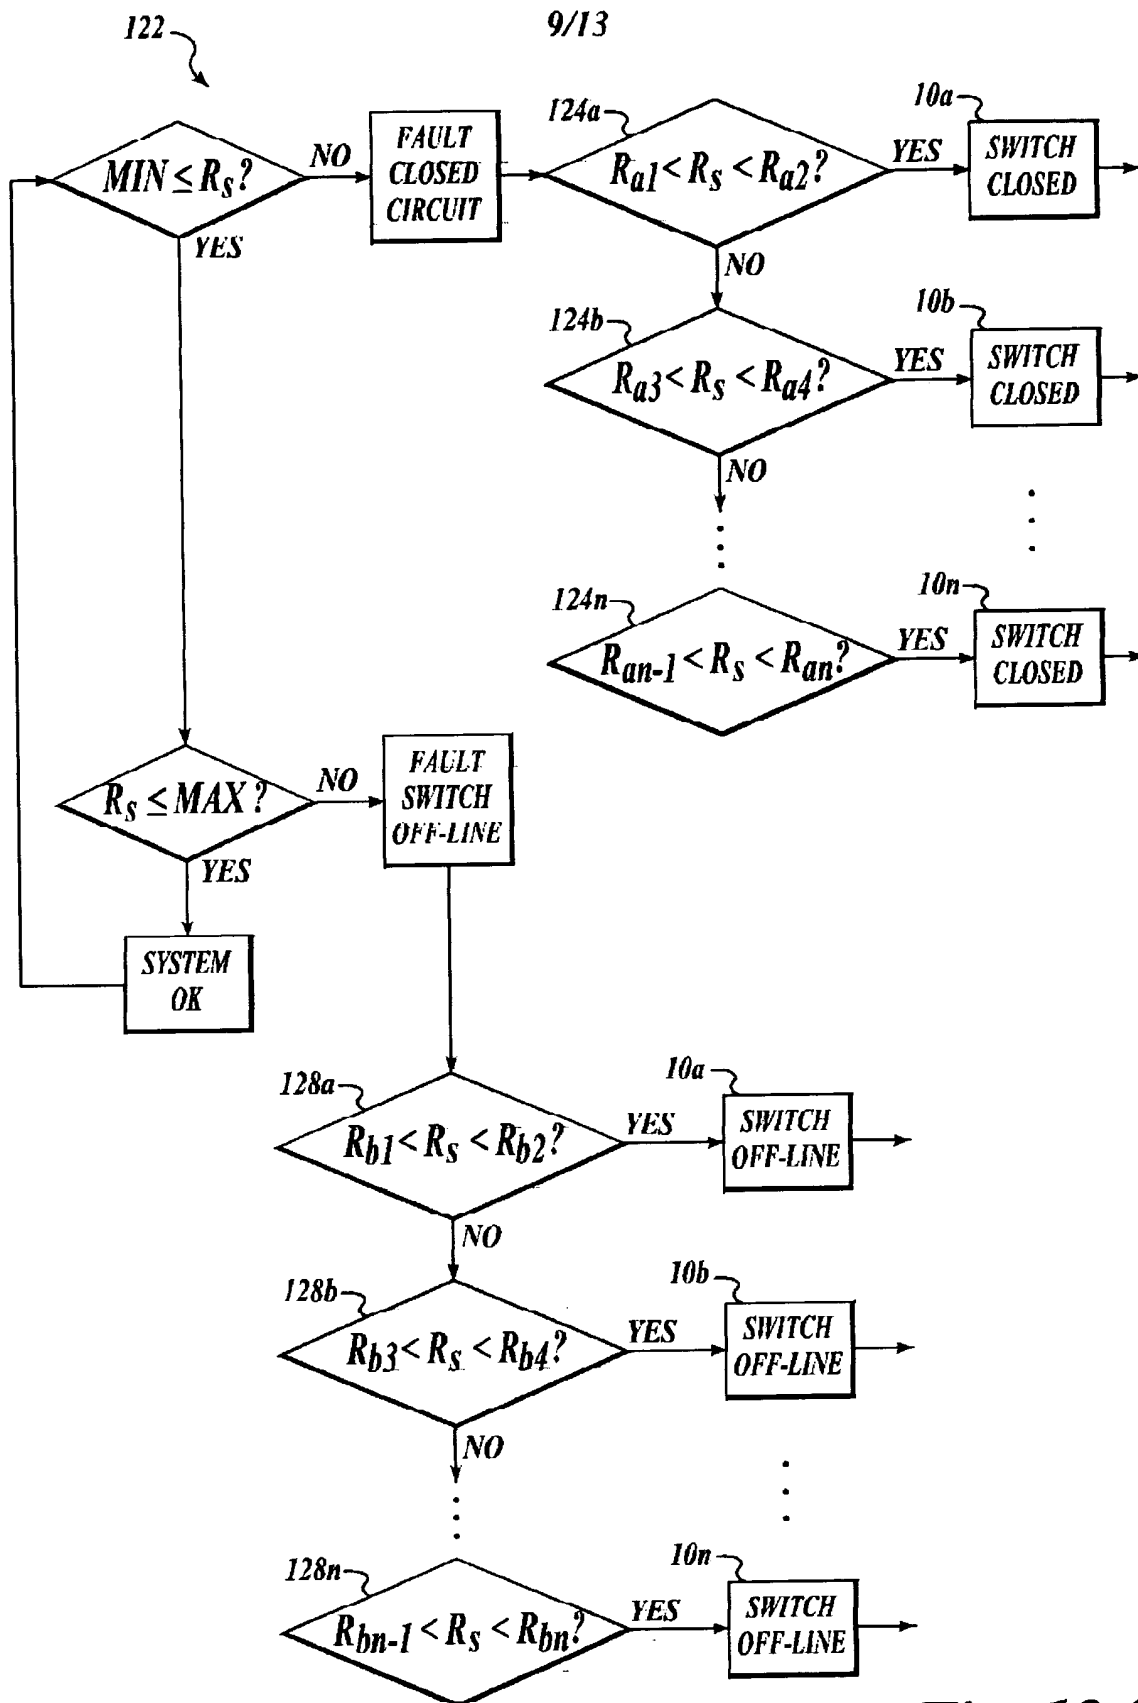 122
9/13
MIN ≤ Rs?
NO
YES
FAULT
CLOSED
CIRCUIT
124a
Ra1 < Rs < Ra2?
YES
NO
10a
SWITCH
CLOSED
124b
Ra3 < Rs < Ra4?
YES
NO
10b
SWITCH
CLOSED
124n
Ran-1 < Rs < Ran?
YES
10n
SWITCH
CLOSED
Rs ≤ MAX?
NO
YES
FAULT
SWITCH
OFF-LINE
SYSTEM
OK
128a
Rb1 < Rs < Rb2?
YES
NO
10a
SWITCH
OFF-LINE
128b
Rb3 < Rs < Rb4?
YES
NO
10b
SWITCH
OFF-LINE
128n
Rbn-1 < Rs < Rbn?
YES
10n
SWITCH
OFF-LINE